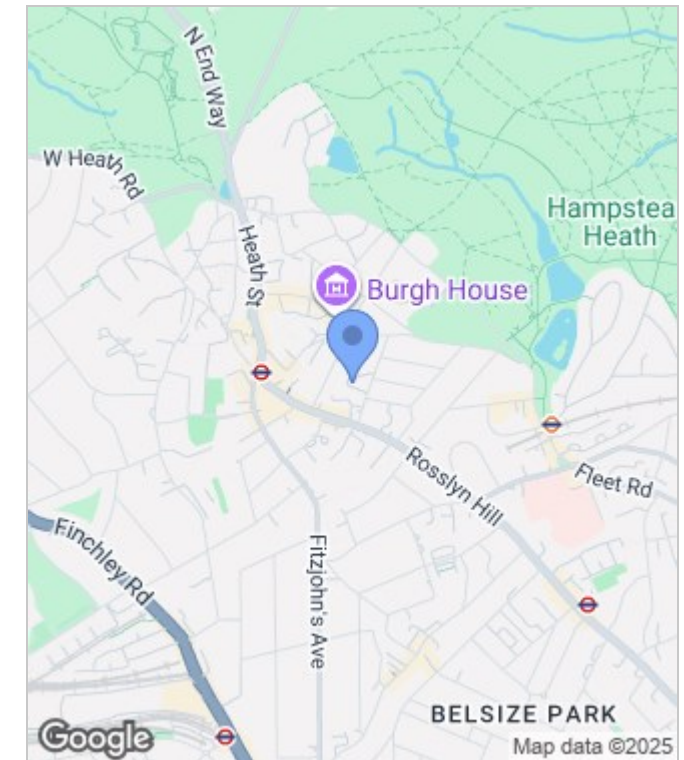 N End Way
W Heath Rd
Hampstea
Heath
Heath St
Burgh House
Rosslyn Hill
Fleet Rd
Finchley Rd
Fitzjohn's Ave
BELSIZE PARK
Google
Map data ©2025